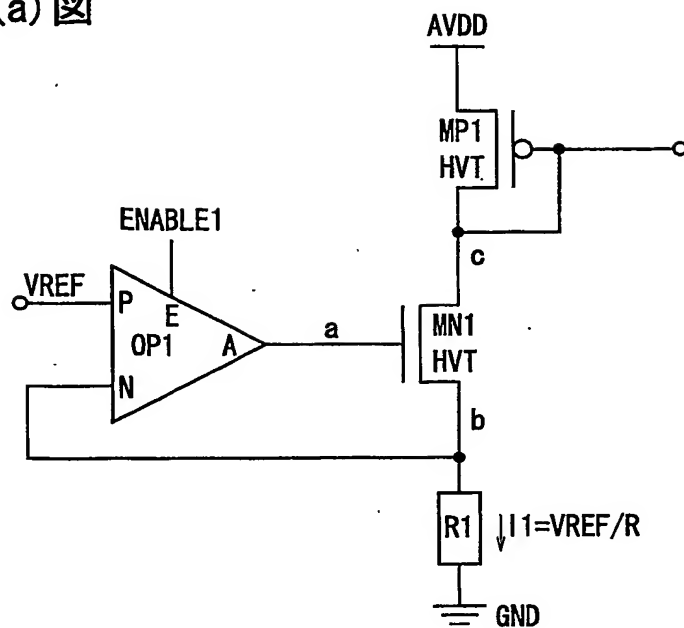 (a) 図
AVDD
MP1
HVT
ENABLE1
VREF
P
E
OP1
A
N
a
c
MN1
HVT
b
R1
I1=VREF/R
GND